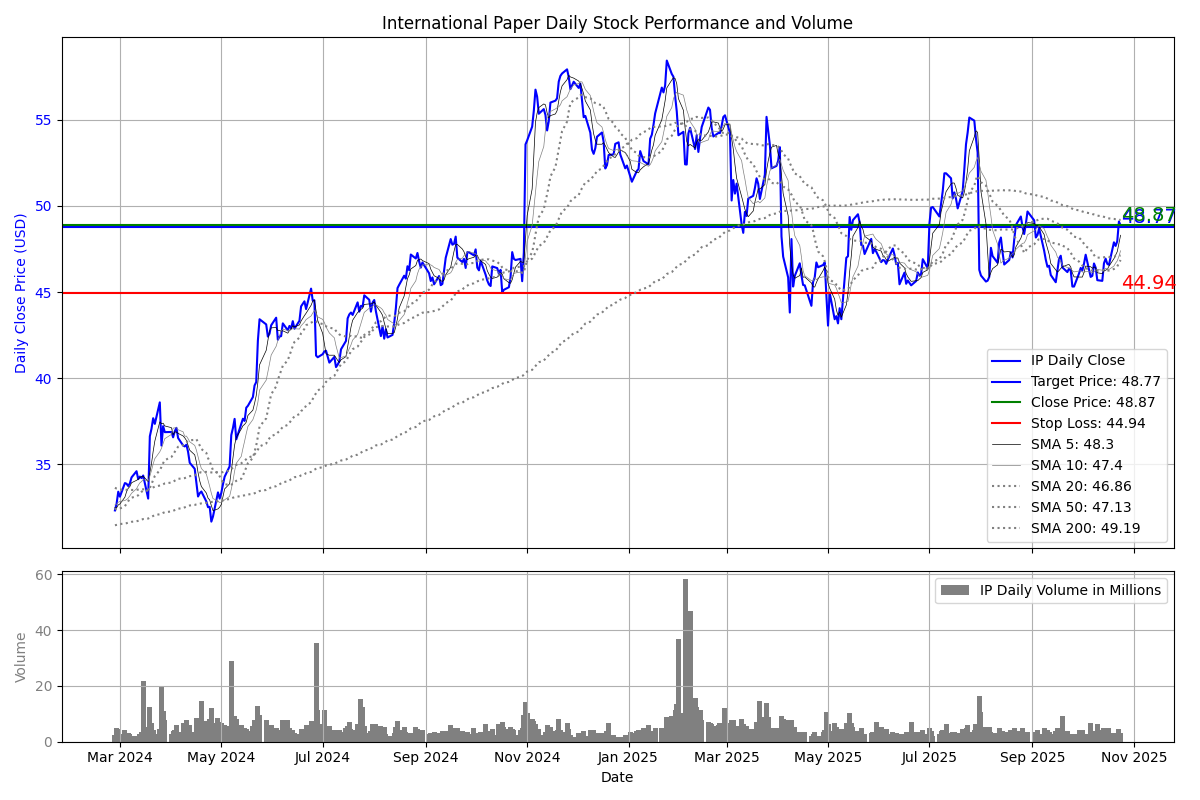 International Paper Daily Stock Performance and Volume
Daily Close Price (USD)
55
50
45
40
35
48.87
48.77
44.94
IP Daily Close
Target Price: 48.77
Close Price: 48.87
Stop Loss: 44.94
SMA 5: 48.3
SMA 10: 47.4
SMA 20: 46.86
SMA 50: 47.13
SMA 200: 49.19
Volume
60
40
20
0
IP Daily Volume in Millions
Mar 2024 May 2024 Jul 2024 Sep 2024 Nov 2024 Jan 2025 Mar 2025 May 2025 Jul 2025 Sep 2025 Nov 2025
Date